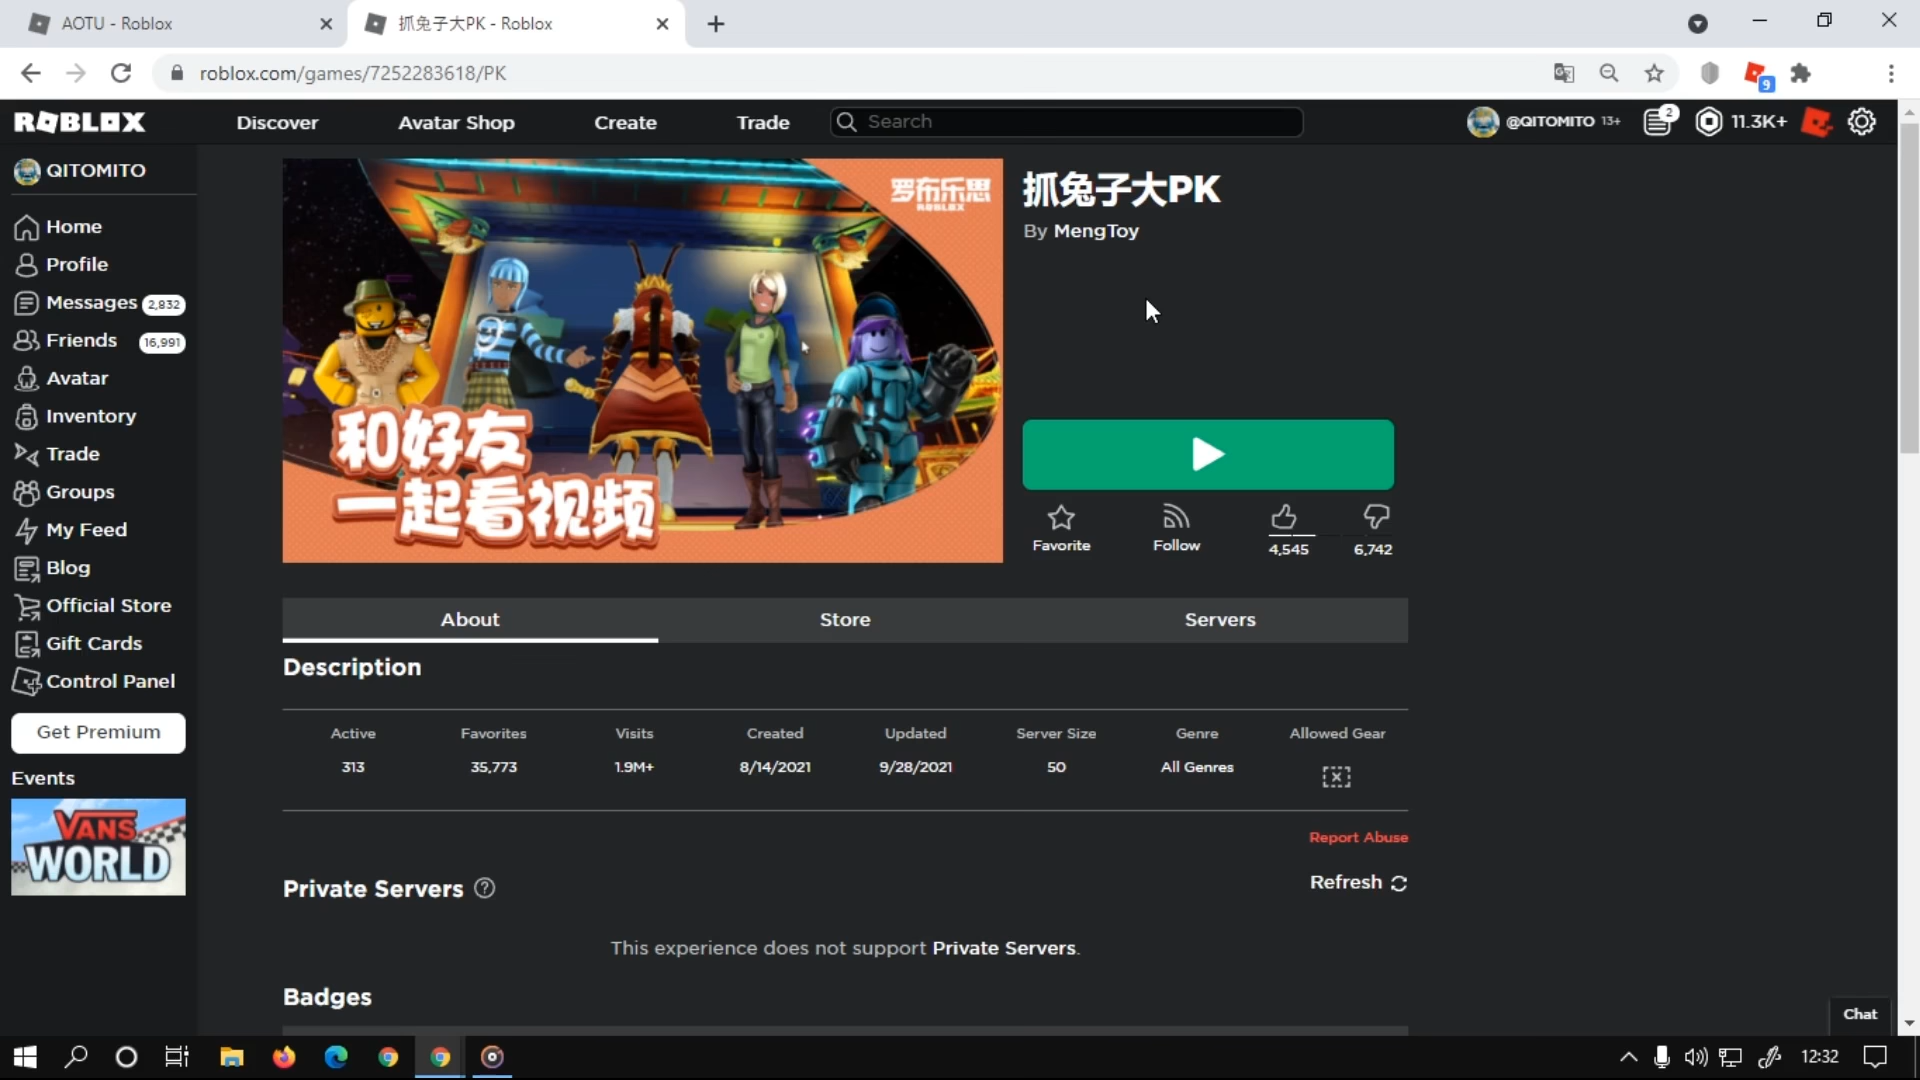 AOTU - Roblox
抓兔子大PK - Roblox
roblox.com/games/7252283618/PK
9
ROBLOX
Discover
Avatar Shop
Create
Trade
Search
@QITOMITO 13+
2
11.3K+
QITOMITO
Home
Profile
Messages 2,832
Friends 16,991
Avatar
Inventory
Trade
Groups
My Feed
Blog
Official Store
Gift Cards
Control Panel
Get Premium
Events
VANS
WORLD
罗布乐思
ROBLOX
和好友
一起看视频
抓兔子大PK
By MengToy
Favorite
Follow
4,545
6,742
About
Store
Servers
Description
Active
Favorites
Visits
Created
Updated
Server Size
Genre
Allowed Gear
313
35,773
1.9M+
8/14/2021
9/28/2021
50
All Genres
Report Abuse
Private Servers ?
Refresh
This experience does not support Private Servers.
Badges
Chat
12:32